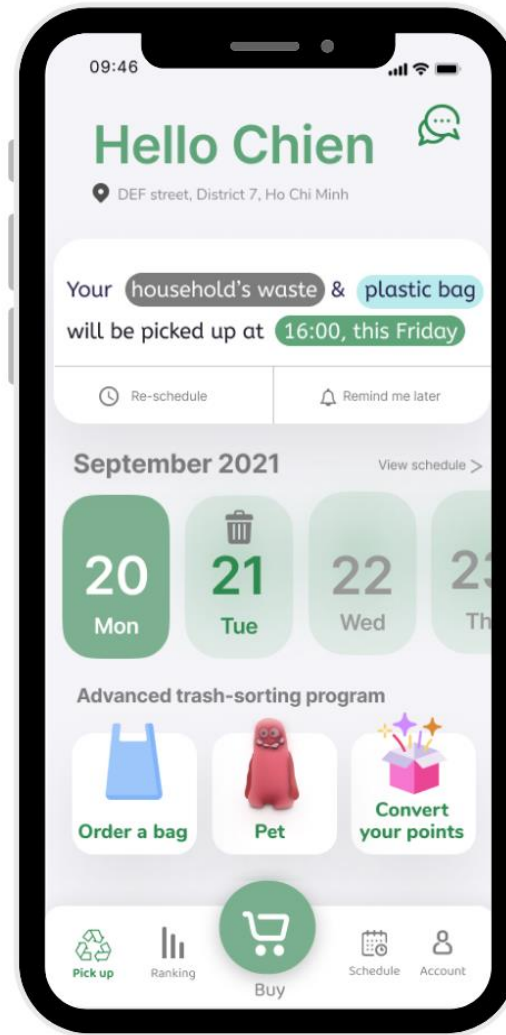 09:46
Hello Chien
DEF street, District 7, Ho Chi Minh
Your household's waste & plastic bag
will be picked up at 16:00, this Friday
Re-schedule
Remind me later
September 2021
View schedule >
20
Mon
21
Tue
22
Wed
23
Th
Advanced trash-sorting program
Order a bag
Pet
Convert
your points
Pick up
Ranking
Buy
Schedule
Account